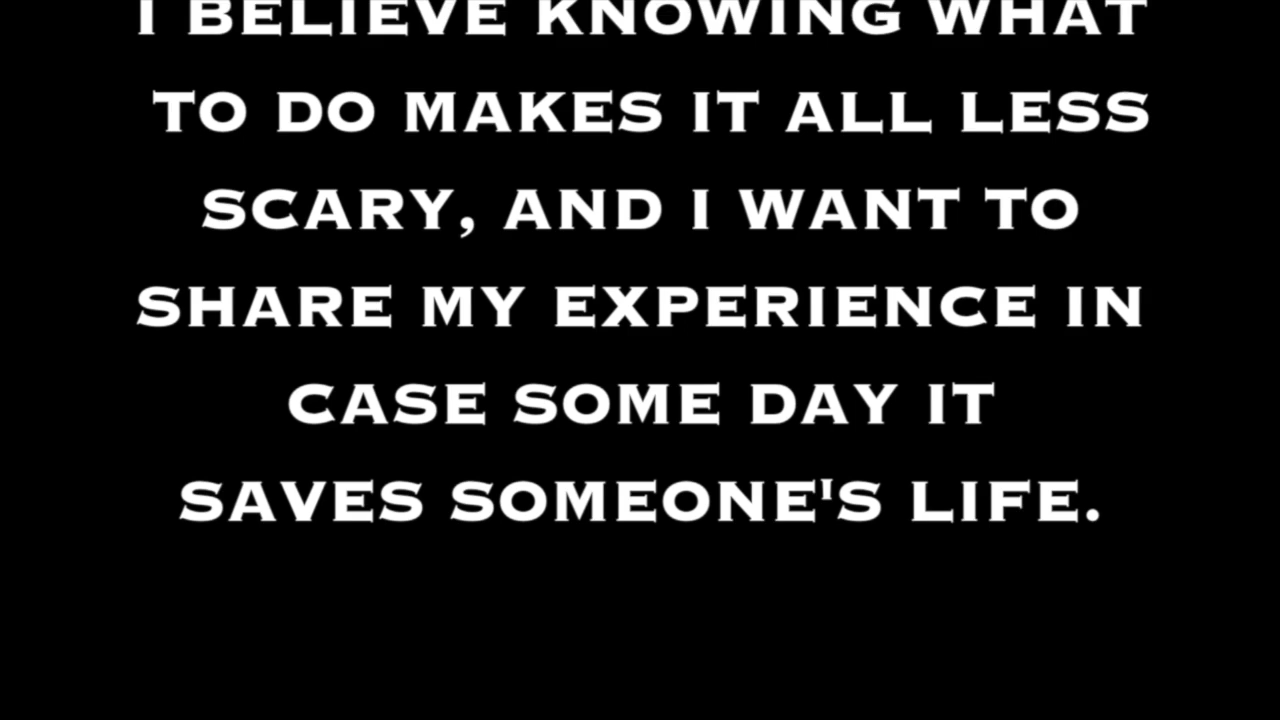 I BELIEVE KNOWING WHAT
TO DO MAKES IT ALL LESS
SCARY, AND I WANT TO
SHARE MY EXPERIENCE IN
CASE SOME DAY IT
SAVES SOMEONE'S LIFE.